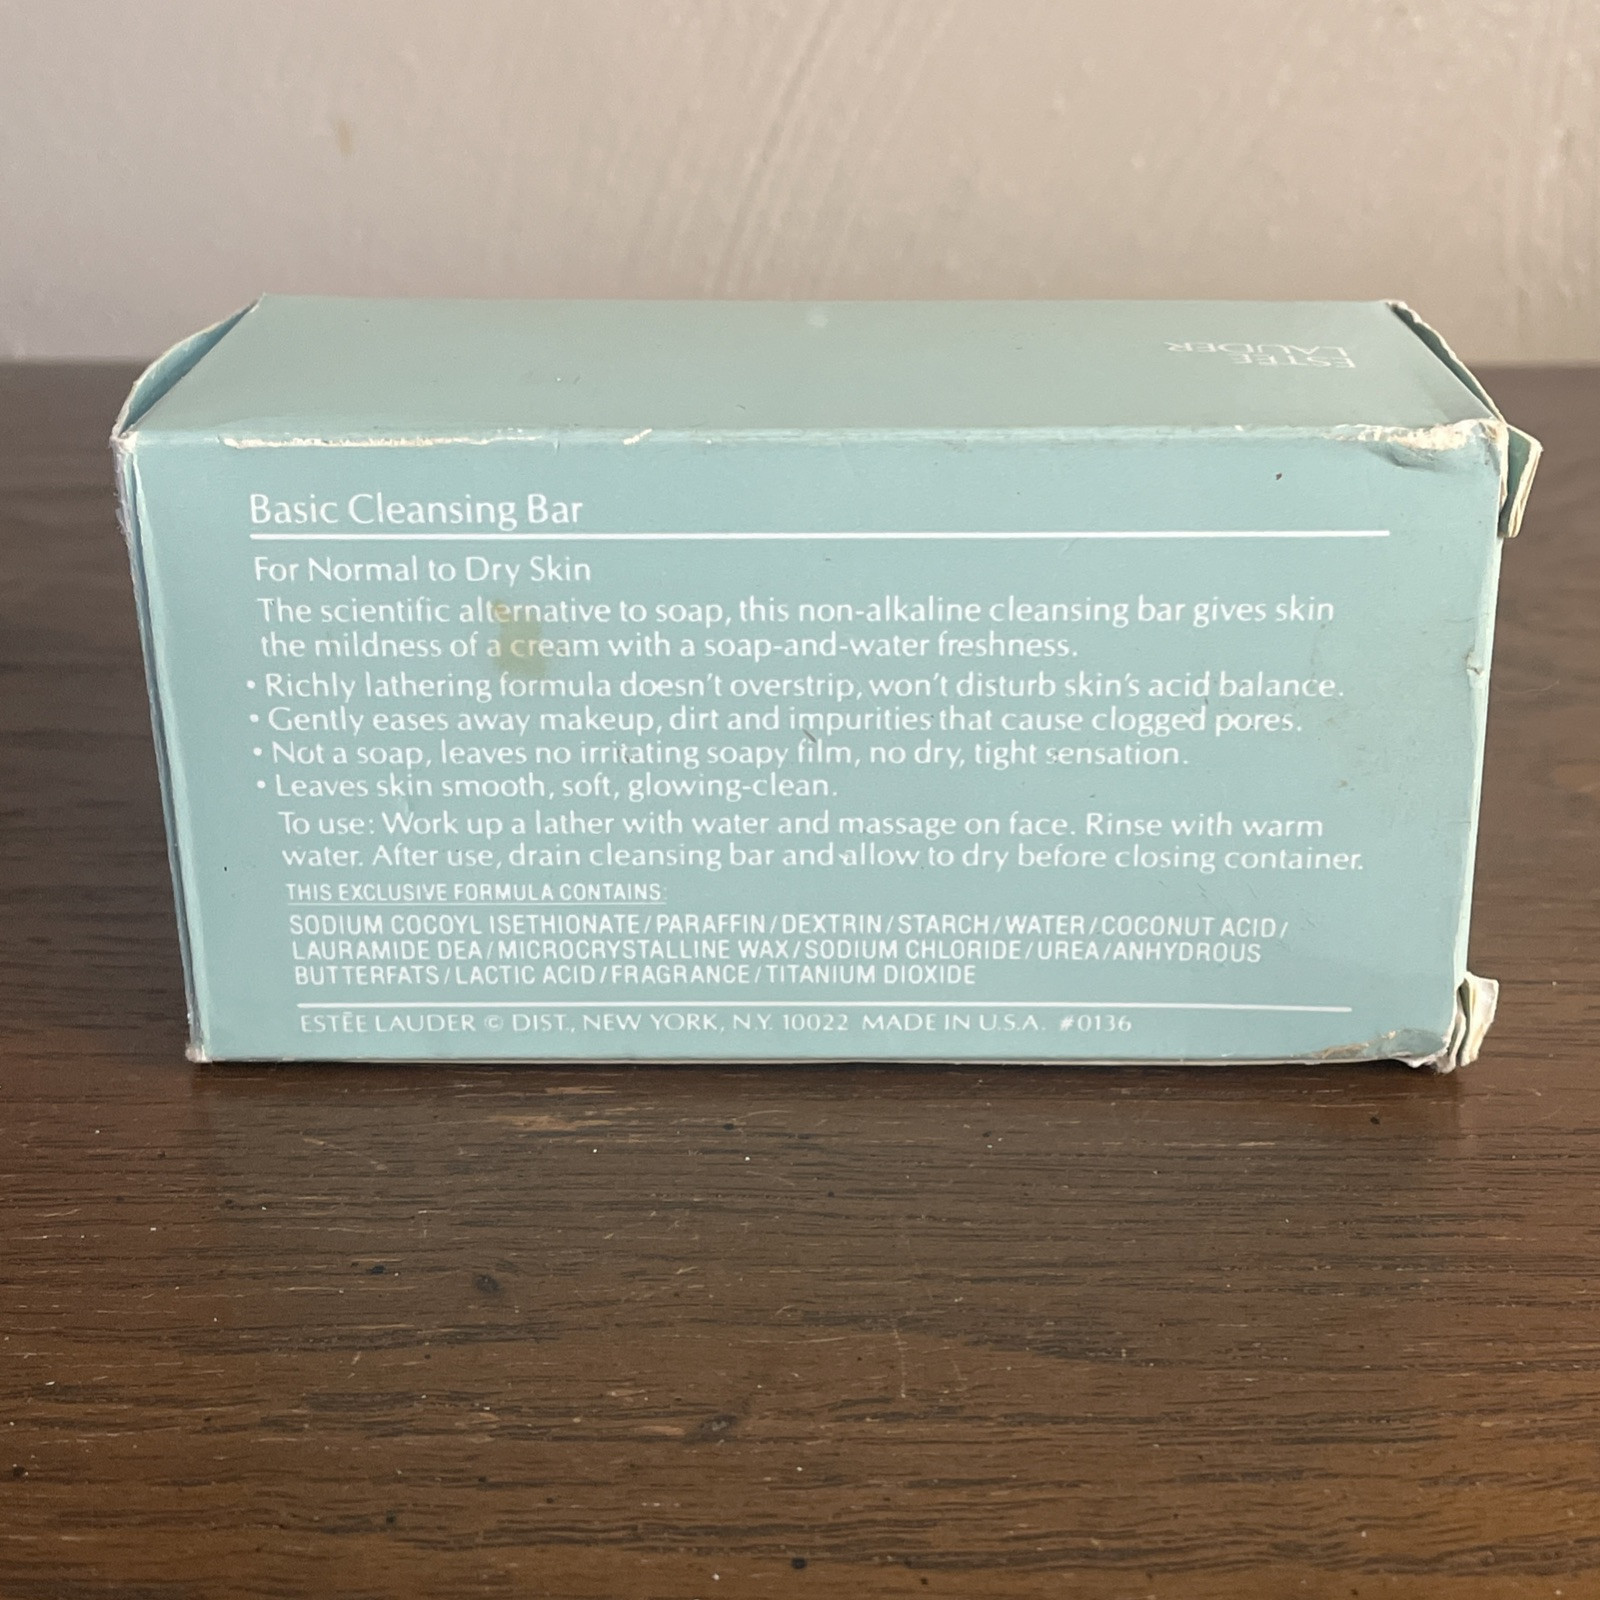 ESTEE
LAUDER
Basic Cleansing Bar
For Normal to Dry Skin
The scientific alternative to soap, this non-alkaline cleansing bar gives skin
the mildness of a cream with a soap-and-water freshness.
• Richly lathering formula doesn't overstrip, won't disturb skin's acid balance.
• Gently eases away makeup, dirt and impurities that cause clogged pores.
• Not a soap, leaves no irritating soapy film, no dry, tight sensation.
• Leaves skin smooth, soft, glowing-clean.
To use: Work up a lather with water and massage on face. Rinse with warm
water. After use, drain cleansing bar and allow to dry before closing container.
THIS EXCLUSIVE FORMULA CONTAINS:
SODIUM COCOYL ISETHIONATE/PARAFFIN/DEXTRIN/STARCH/WATER/COCONUT ACID/
LAURAMIDE DEA/MICROCRYSTALLINE WAX/SODIUM CHLORIDE/UREA/ANHYDROUS
BUTTERFATS/LACTIC ACID/FRAGRANCE/TITANIUM DIOXIDE
ESTĒE LAUDER © DIST., NEW YORK, N.Y. 10022 MADE IN U.S.A. #0136